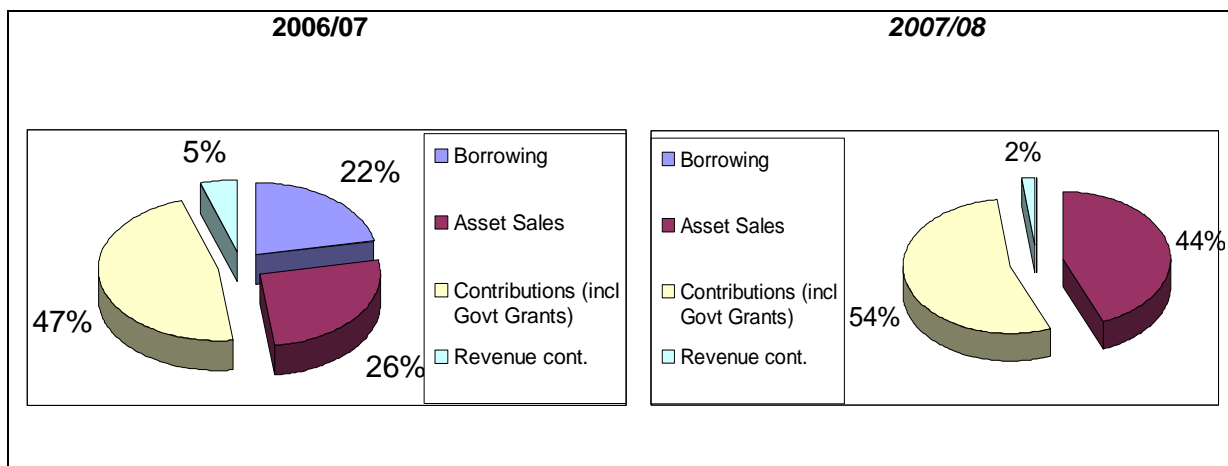 2006/07
5%
22%
47%
26%
Borrowing
Asset Sales
Contributions (incl
Govt Grants)
Revenue cont.
2007/08
Borrowing
Asset Sales
Contributions (incl
Govt Grants)
Revenue cont.
2%
44%
54%